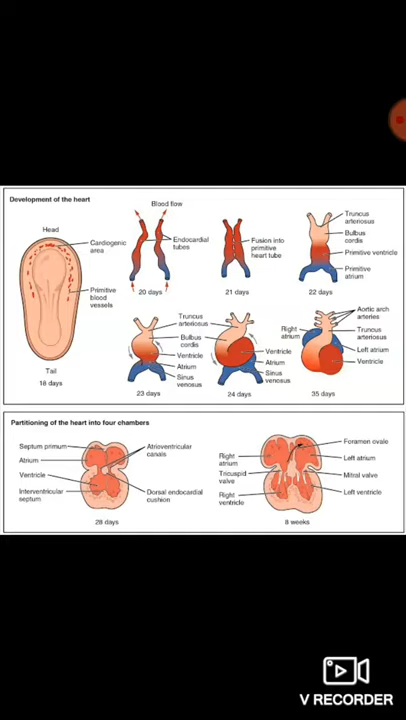 Development of the heart
Blood flow
Head
Cardiogenic
area
Primitive
blood
vessels
Tail
18 days
Endocardial
tubes
20 days
Fusion into
primitive
heart tube
21 days
Truncus
arteriosus
Bulbus
cordis
Primitive ventricle
Primitive
atrium
22 days
Truncus
arteriosus
Bulbus
cordis
Ventricle
Atrium
Sinus
venosus
23 days
Ventricle
Atrium
Sinus
venosus
24 days
Right
atrium
Aortic arch
arteries
Truncus
arteriosus
Left atrium
Ventricle
35 days
Partitioning of the heart into four chambers
Septum primum
Atrium
Ventricle
Interventricular
septum
Atrioventricular
canals
Dorsal endocardial
cushion
28 days
Right
atrium
Tricuspid
valve
Right
ventricle
Foramen ovale
Left atrium
Mitral valve
Left ventricle
8 weeks
V RECORDER